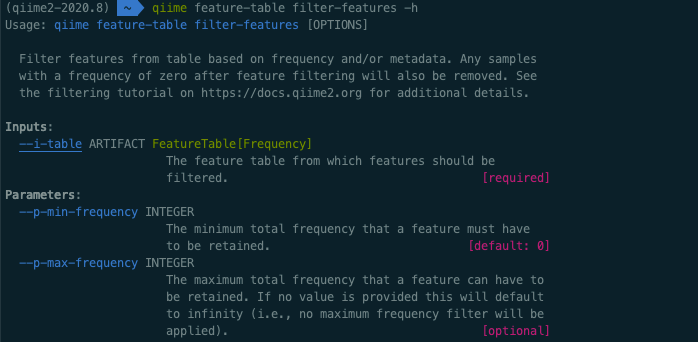 (qiime2-2020.8) ~ qiime feature-table filter-features -h
Usage: qiime feature-table filter-features [OPTIONS]
Filter features from table based on frequency and/or metadata. Any samples
with a frequency of zero after feature filtering will also be removed. See
the filtering tutorial on https://docs.qiime2.org for additional details.
Inputs:
--i-table ARTIFACT FeatureTable[Frequency]
The feature table from which features should be
filtered. [required]
Parameters:
--p-min-frequency INTEGER
The minimum total frequency that a feature must have
to be retained. [default: 0]
--p-max-frequency INTEGER
The maximum total frequency that a feature can have to
be retained. If no value is provided this will default
to infinity (i.e., no maximum frequency filter will be
applied). [optional]